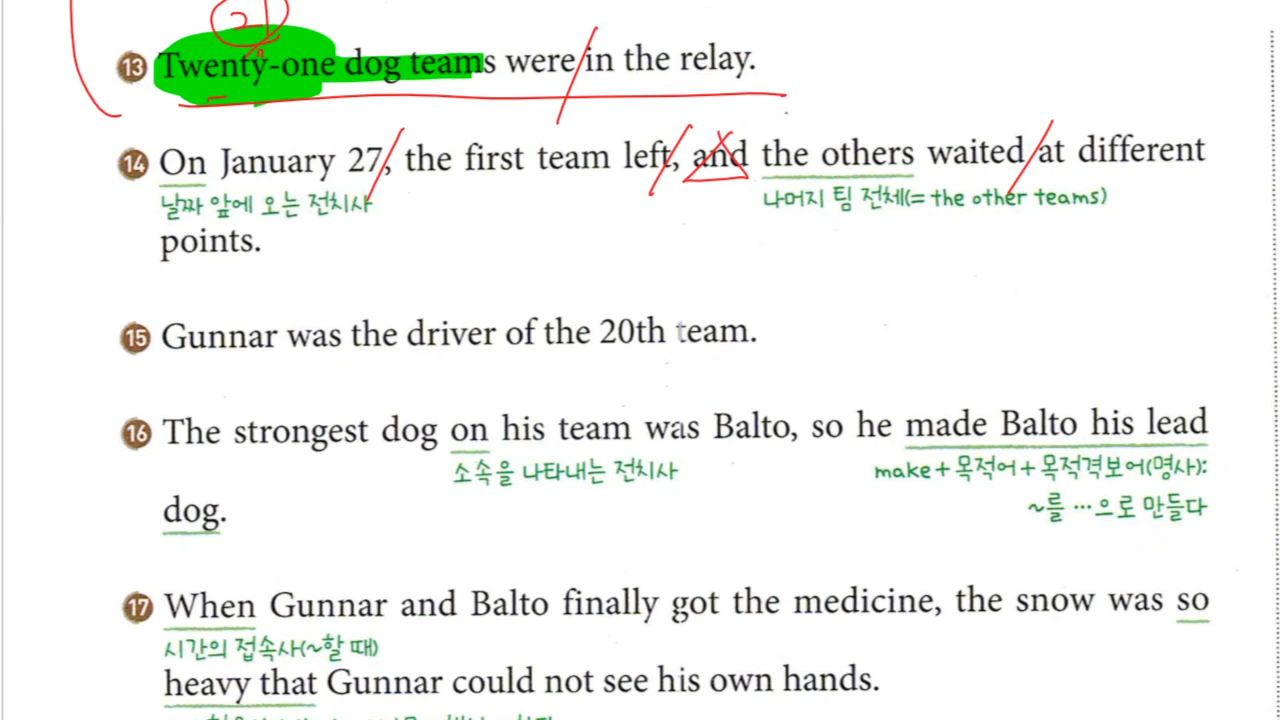 21
13 Twenty-one dog teams were in the relay.
14 On January 27, the first team left, and the others waited at different
날짜 앞에 오는 전치사 나머지 팀 전체(= the other teams)
points.
15 Gunnar was the driver of the 20th team.
16 The strongest dog on his team was Balto, so he made Balto his lead
소속을 나타내는 전치사 make+목적어+목적격보어(명사):
dog. ~를 …으로 만들다
17 When Gunnar and Balto finally got the medicine, the snow was so
시간의 접속사(~할 때)
heavy that Gunnar could not see his own hands.